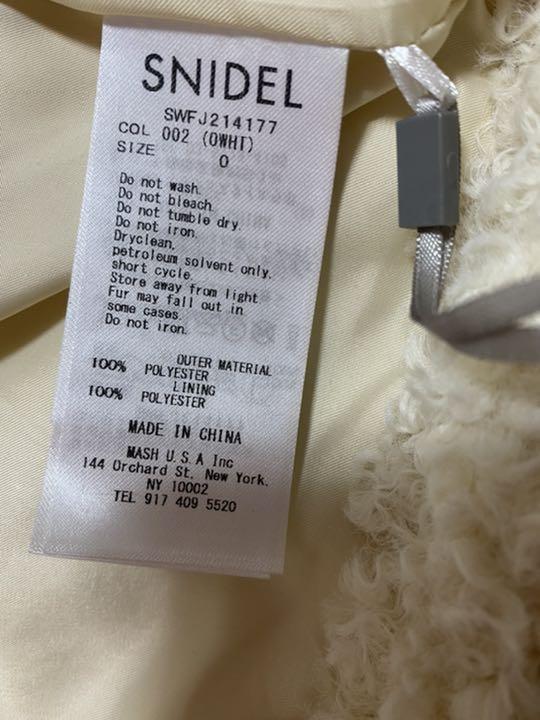 SNIDEL
SWFJ214177
COL 002 (OWHT)
SIZE 0
Do not wash.
Do not bleach.
Do not tumble dry.
Do not iron.
Dryclean,
petroleum solvent only.
short cycle.
Store away from light
Fur may fall out in
some cases.
Do not iron.
OUTER MATERIAL
100% POLYESTER
LINING
100% POLYESTER
MADE IN CHINA
MASH U.S.A Inc
144 Orchard St. New York.
NY 10002
TEL 917 409 5520